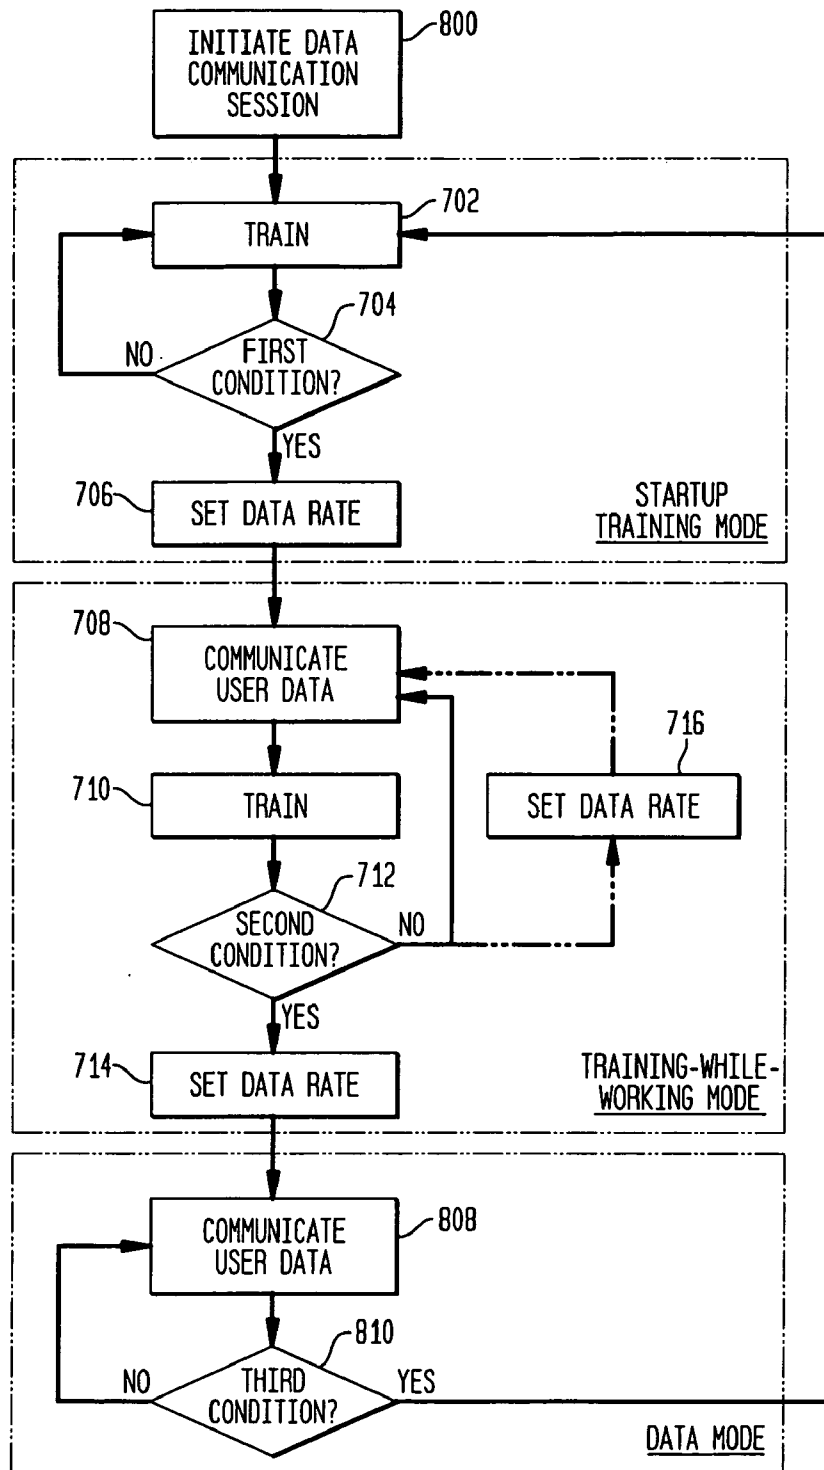 INITIATE DATA
COMMUNICATION
SESSION
800
TRAIN
702
FIRST
CONDITION?
704
NO
YES
706
SET DATA RATE
STARTUP
TRAINING MODE
708
COMMUNICATE
USER DATA
710
TRAIN
716
SET DATA RATE
712
SECOND
CONDITION?
NO
YES
714
SET DATA RATE
TRAINING-WHILE-
WORKING MODE
COMMUNICATE
USER DATA
808
810
NO
THIRD
CONDITION?
YES
DATA MODE